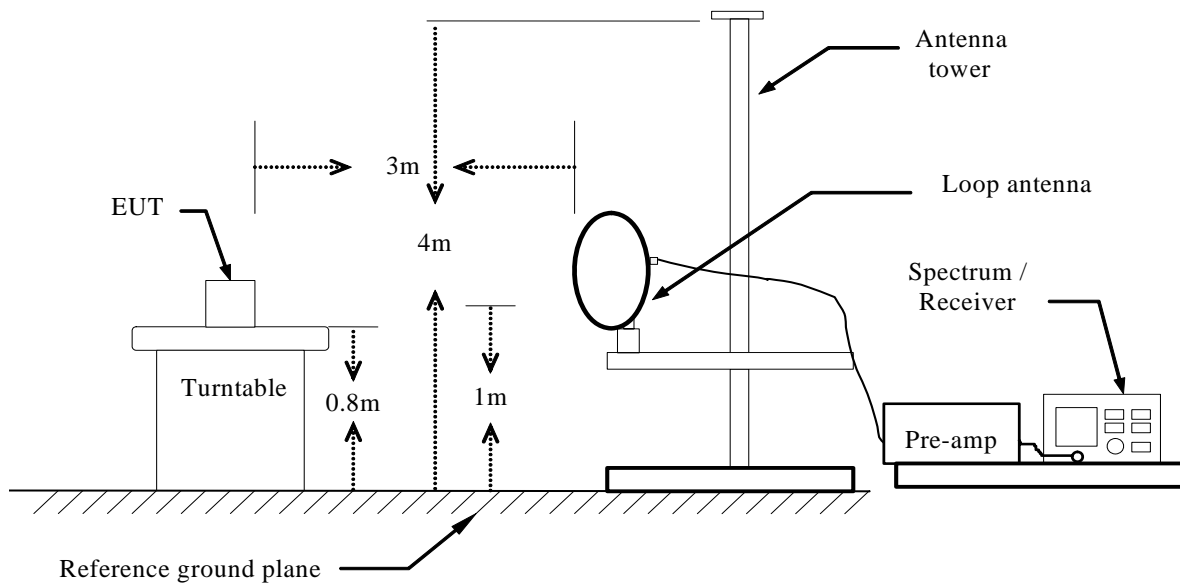 Antenna
tower
3m
Loop antenna
EUT
4m
Spectrum /
Receiver
Turntable
0.8m
1m
Pre-amp
Reference ground plane